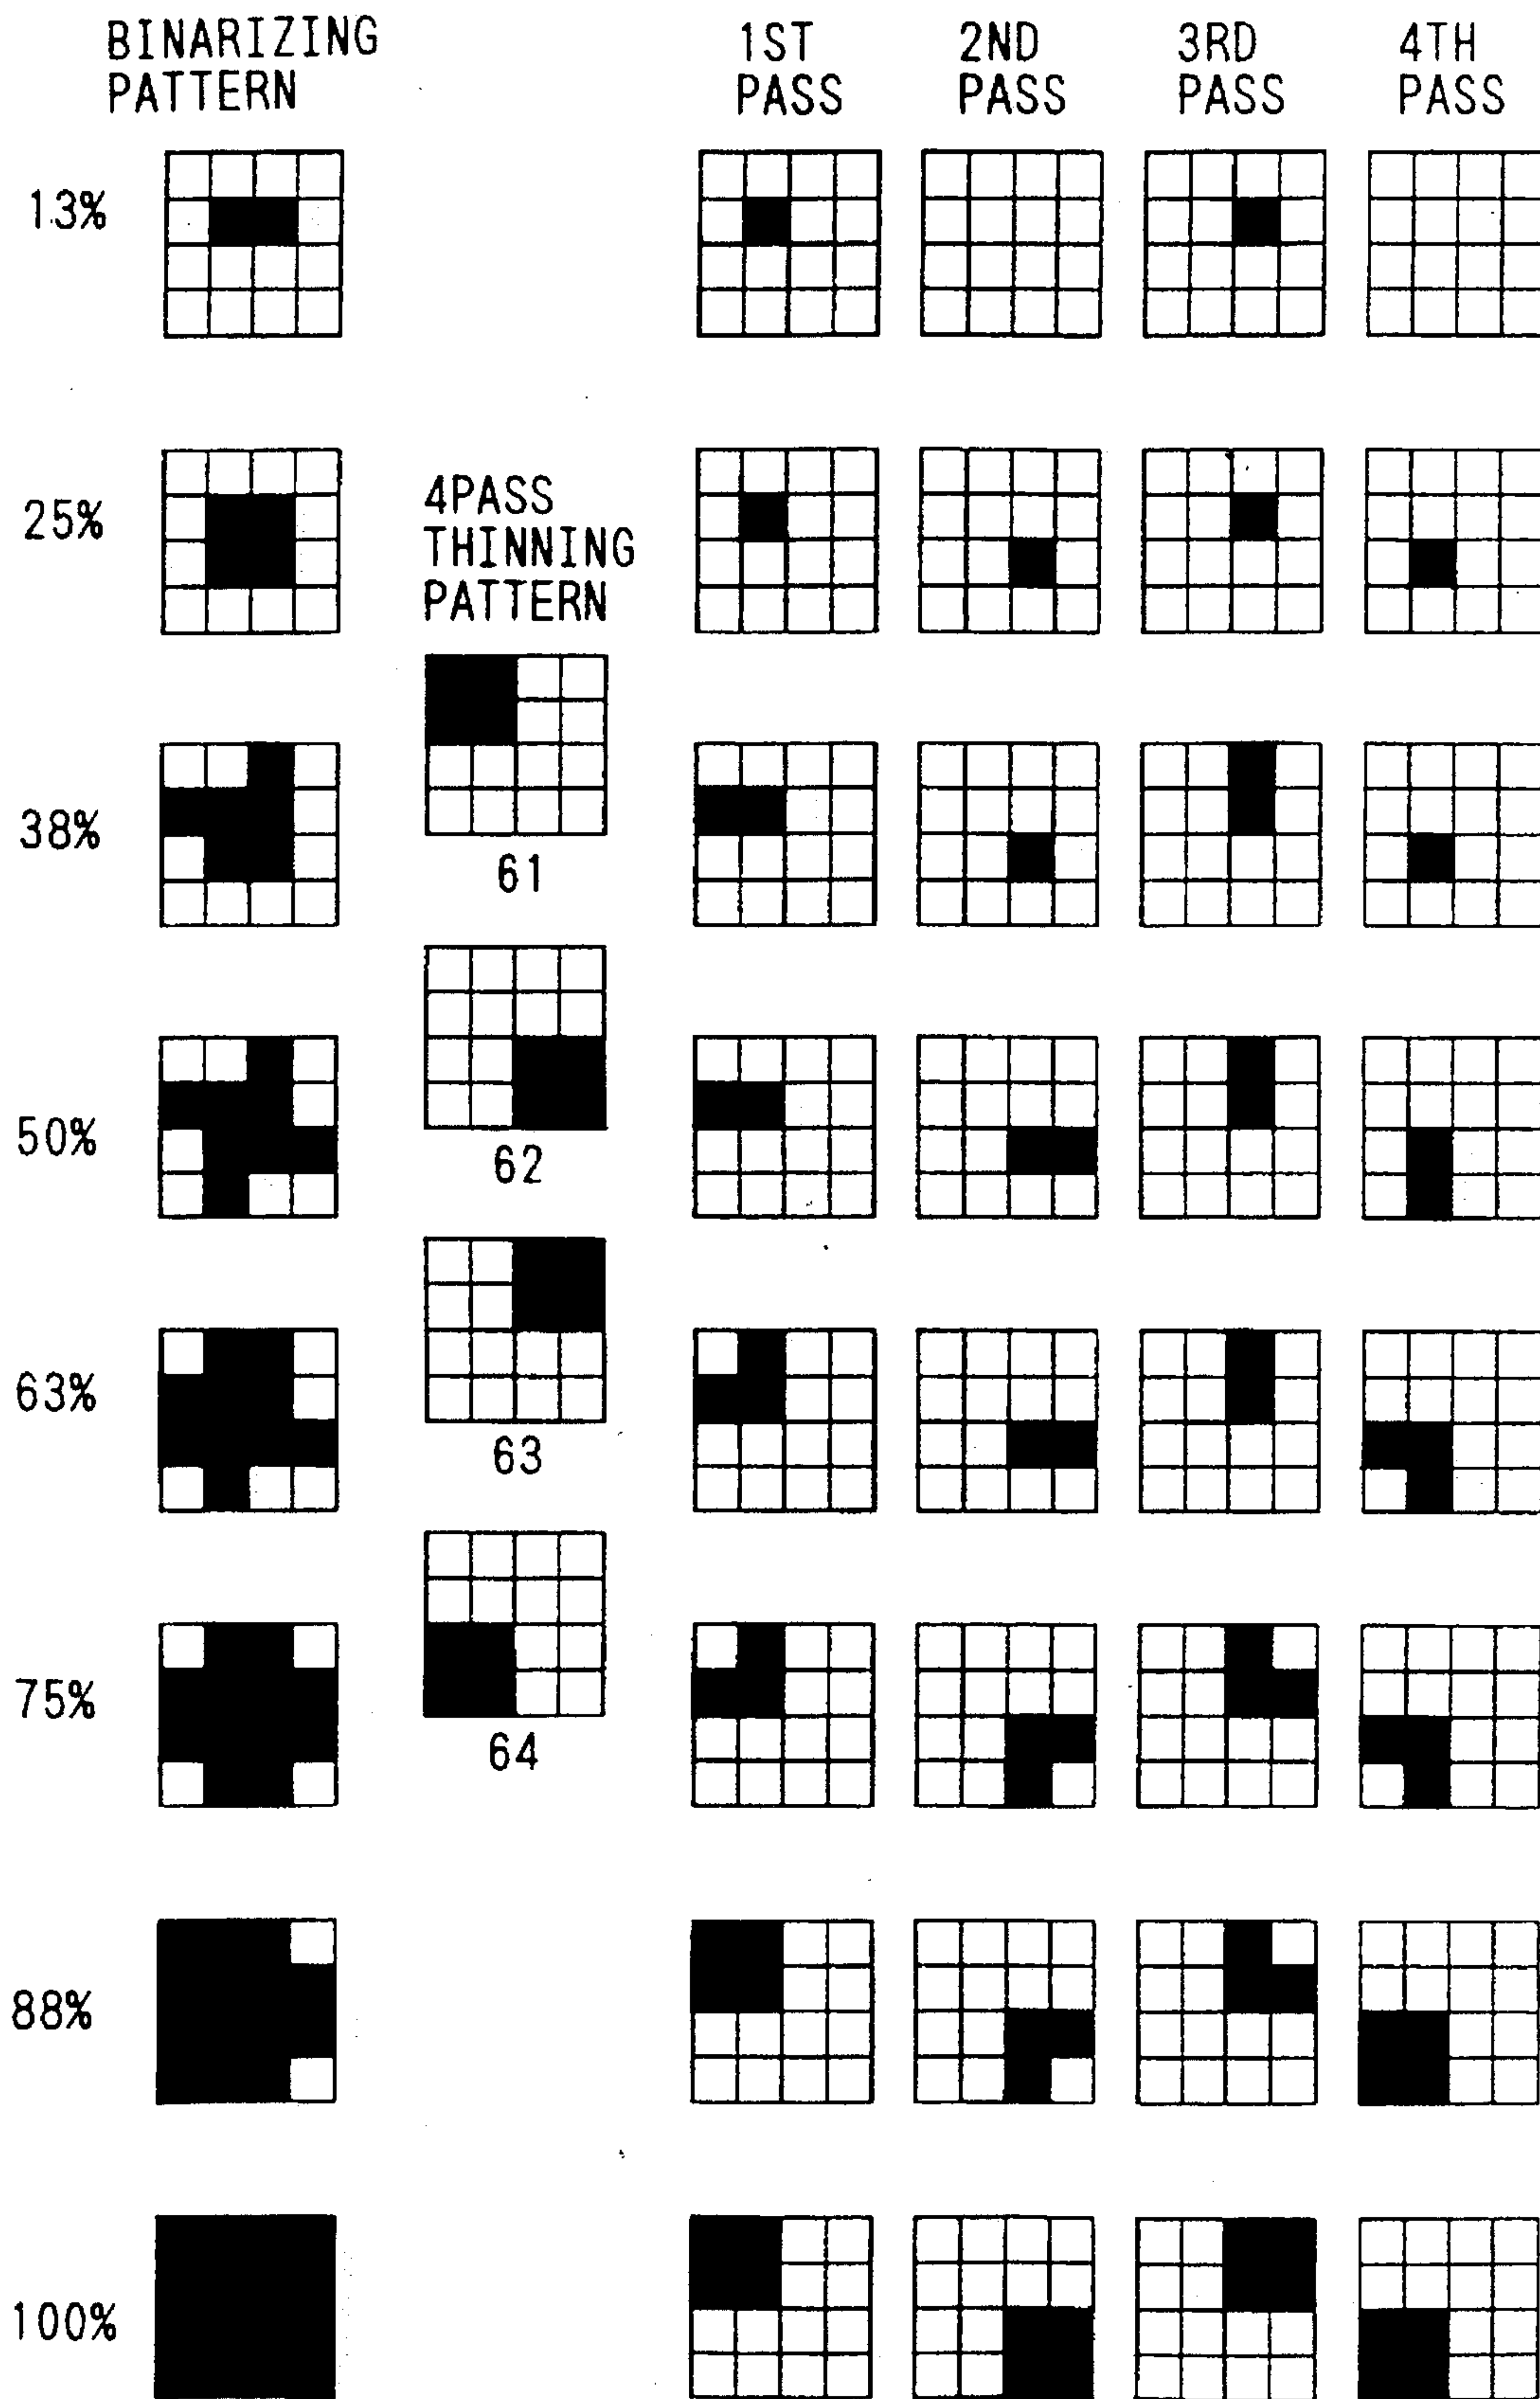 BINARIZING
PATTERN
1ST
PASS
2ND
PASS
3RD
PASS
4TH
PASS
13%
25%
4PASS
THINNING
PATTERN
38%
61
50%
62
63%
63
75%
64
88%
100%